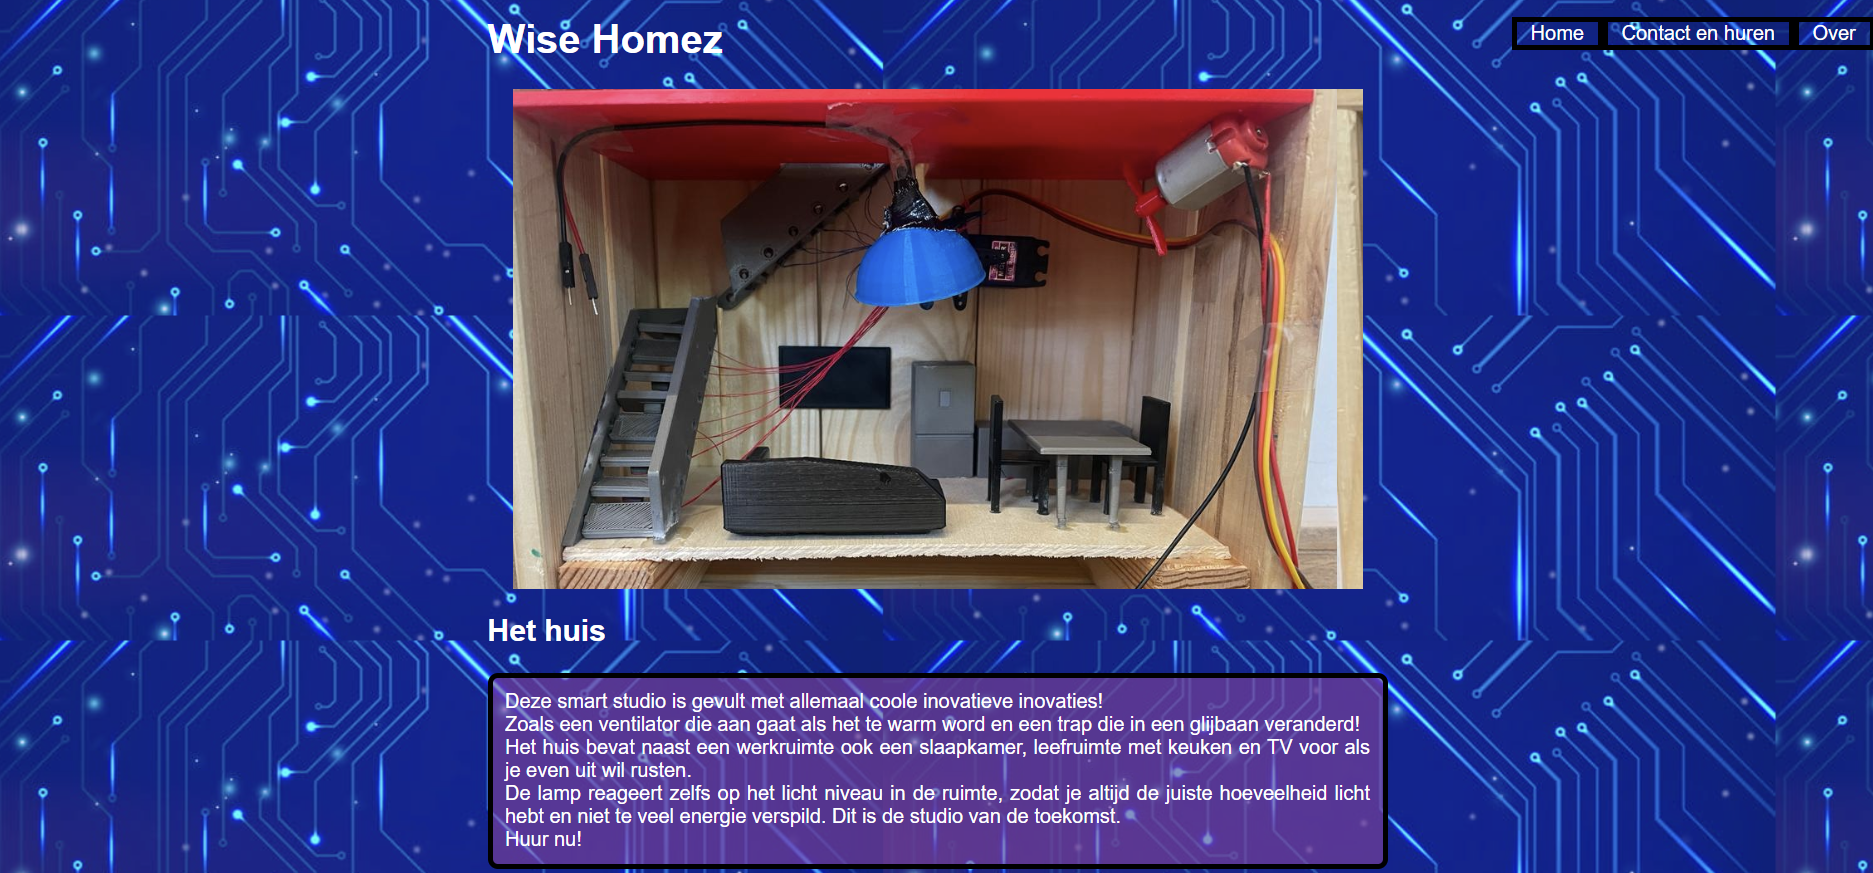 Wise Homez
Home
Contact en huren
Over
Het huis
Deze smart studio is gevult met allemaal coole inovatieve inovaties!
Zoals een ventilator die aan gaat als het te warm word en een trap die in een glijbaan veranderd!
Het huis bevat naast een werkruimte ook een slaapkamer, leefruimte met keuken en TV voor als
je even uit wil rusten.
De lamp reageert zelfs op het licht niveau in de ruimte, zodat je altijd de juiste hoeveelheid licht
hebt en niet te veel energie verspild. Dit is de studio van de toekomst.
Huur nu!